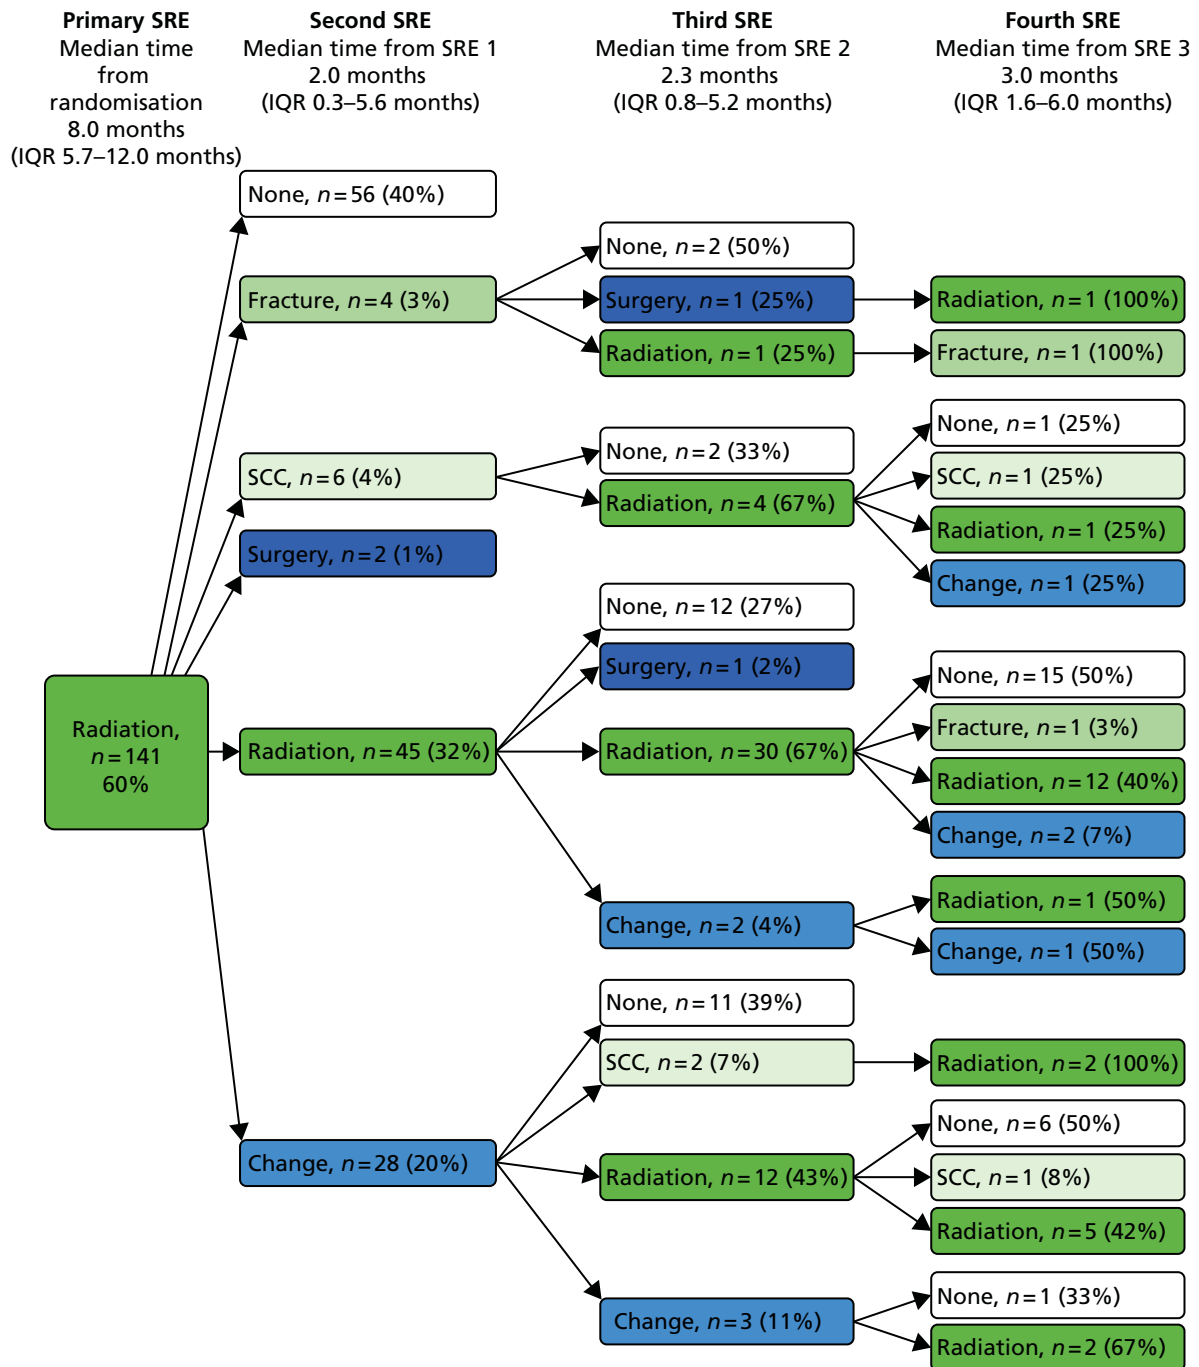 Primary SRE
Median time
from
randomisation
8.0 months
(IQR 5.7–12.0 months)
Second SRE
Median time from SRE 1
2.0 months
(IQR 0.3–5.6 months)
Third SRE
Median time from SRE 2
2.3 months
(IQR 0.8–5.2 months)
Fourth SRE
Median time from SRE 3
3.0 months
(IQR 1.6–6.0 months)
Radiation,
n=141
60%
None, n=56 (40%)
Fracture, n=4 (3%)
SCC, n=6 (4%)
Surgery, n=2 (1%)
Radiation, n=45 (32%)
Change, n=28 (20%)
None, n=2 (50%)
Surgery, n=1 (25%)
Radiation, n=1 (25%)
None, n=2 (33%)
Radiation, n=4 (67%)
None, n=12 (27%)
Surgery, n=1 (2%)
Radiation, n=30 (67%)
Change, n=2 (4%)
None, n=11 (39%)
SCC, n=2 (7%)
Radiation, n=12 (43%)
Change, n=3 (11%)
Radiation, n=1 (100%)
Fracture, n=1 (100%)
None, n=1 (25%)
SCC, n=1 (25%)
Radiation, n=1 (25%)
Change, n=1 (25%)
None, n=15 (50%)
Fracture, n=1 (3%)
Radiation, n=12 (40%)
Change, n=2 (7%)
Radiation, n=1 (50%)
Change, n=1 (50%)
Radiation, n=2 (100%)
None, n=6 (50%)
SCC, n=1 (8%)
Radiation, n=5 (42%)
None, n=1 (33%)
Radiation, n=2 (67%)